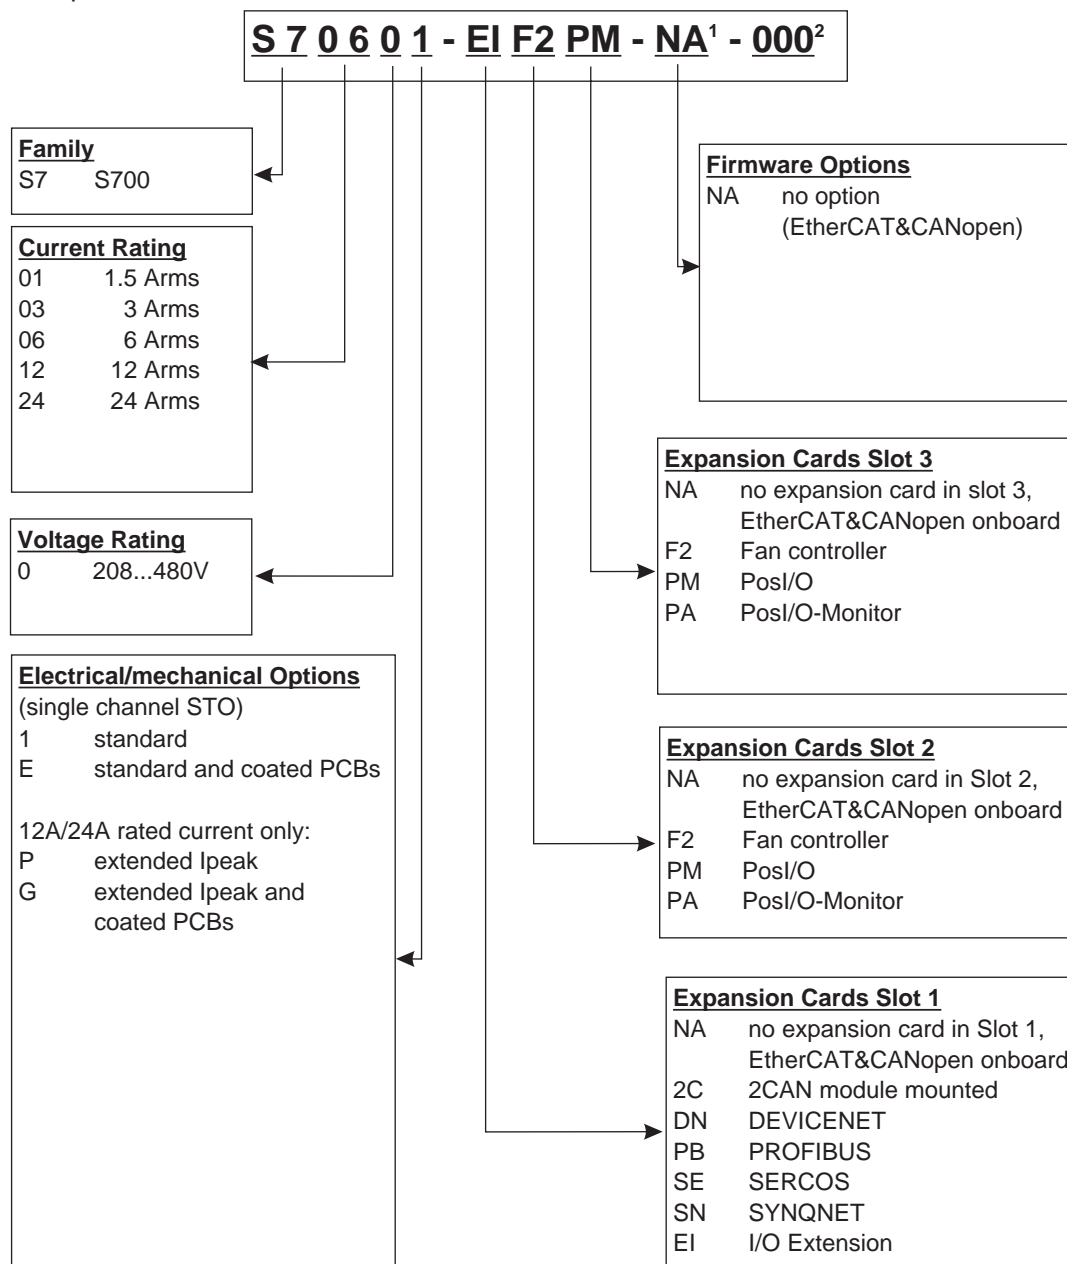 S 7 0 6 0 1 - EI F2 PM - NA¹ - 000²
Family
S7 S700
Current Rating
01 1.5 Arms
03 3 Arms
06 6 Arms
12 12 Arms
24 24 Arms
Voltage Rating
0 208...480V
Electrical/mechanical Options
(single channel STO)
1 standard
E standard and coated PCBs
12A/24A rated current only:
P extended Ipeak
G extended Ipeak and
coated PCBs
Firmware Options
NA no option
(EtherCAT&CANopen)
Expansion Cards Slot 3
NA no expansion card in slot 3,
EtherCAT&CANopen onboard
F2 Fan controller
PM PosI/O
PA PosI/O-Monitor
Expansion Cards Slot 2
NA no expansion card in Slot 2,
EtherCAT&CANopen onboard
F2 Fan controller
PM PosI/O
PA PosI/O-Monitor
Expansion Cards Slot 1
NA no expansion card in Slot 1,
EtherCAT&CANopen onboard
2C 2CAN module mounted
DN DEVICENET
PB PROFIBUS
SE SERCOS
SN SYNQNET
EI I/O Extension